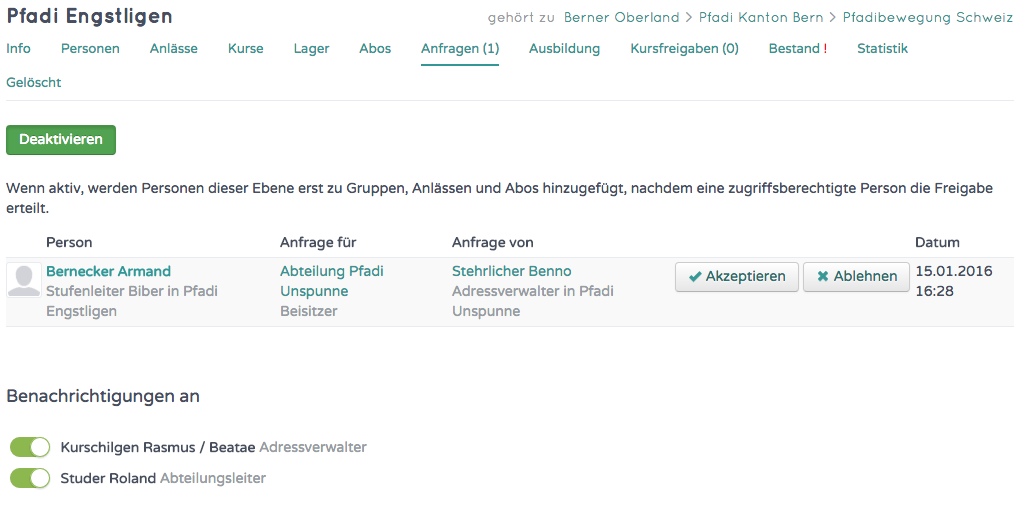 Pfadi Engstligen
gehört zu Berner Oberland > Pfadi Kanton Bern > Pfadibewegung Schweiz
Info Personen Anlässe Kurse Lager Abos Anfragen (1) Ausbildung Kursfreigaben (0) Bestand ! Statistik
Gelöscht
Deaktivieren
Wenn aktiv, werden Personen dieser Ebene erst zu Gruppen, Anlässen und Abos hinzugefügt, nachdem eine zugriffsberechtigte Person die Freigabe
erteilt.
Person Anfrage für Anfrage von Datum
Bernecker Armand Abteilung Pfadi Stehrlicher Benno Akzeptieren Ablehnen 15.01.2016
Stufenleiter Biber in Pfadi Unspunne Adressverwalter in Pfadi 16:28
Engstligen Beisitzer Unspunne
Benachrichtigungen an
Kurschilgen Rasmus / Beatae Adressverwalter
Studer Roland Abteilungsleiter